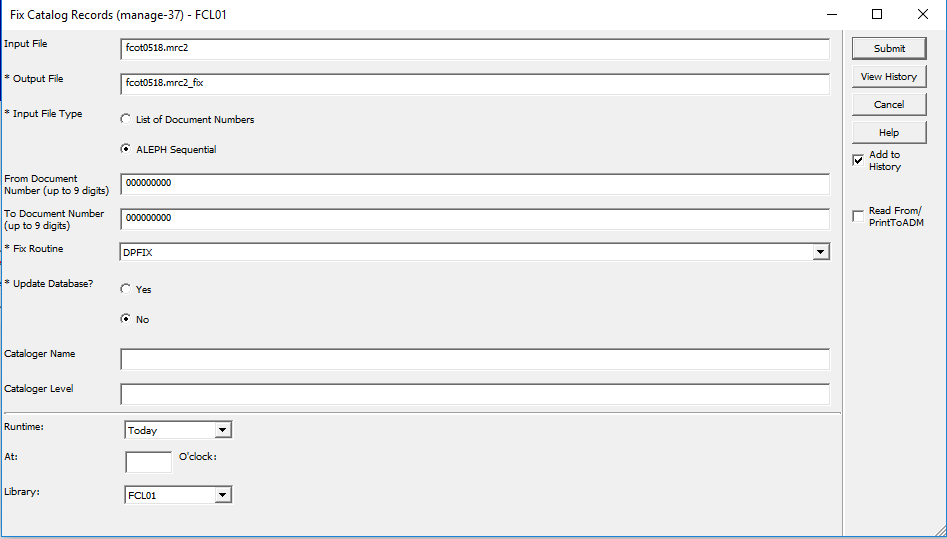 Fix Catalog Records (manage-37) - FCL01
Input File
fcot0518.mrc2
Submit
* Output File
fcot0518.mrc2_fix
View History
* Input File Type
List of Document Numbers
Cancel
ALEPH Sequential
Help
Add to
History
From Document
Number (up to 9 digits)
000000000
To Document Number
(up to 9 digits)
000000000
Read From/
PrintToADM
* Fix Routine
DPFIX
* Update Database?
Yes
No
Cataloger Name
Cataloger Level
Runtime:
Today
At:
O'clock:
Library:
FCL01